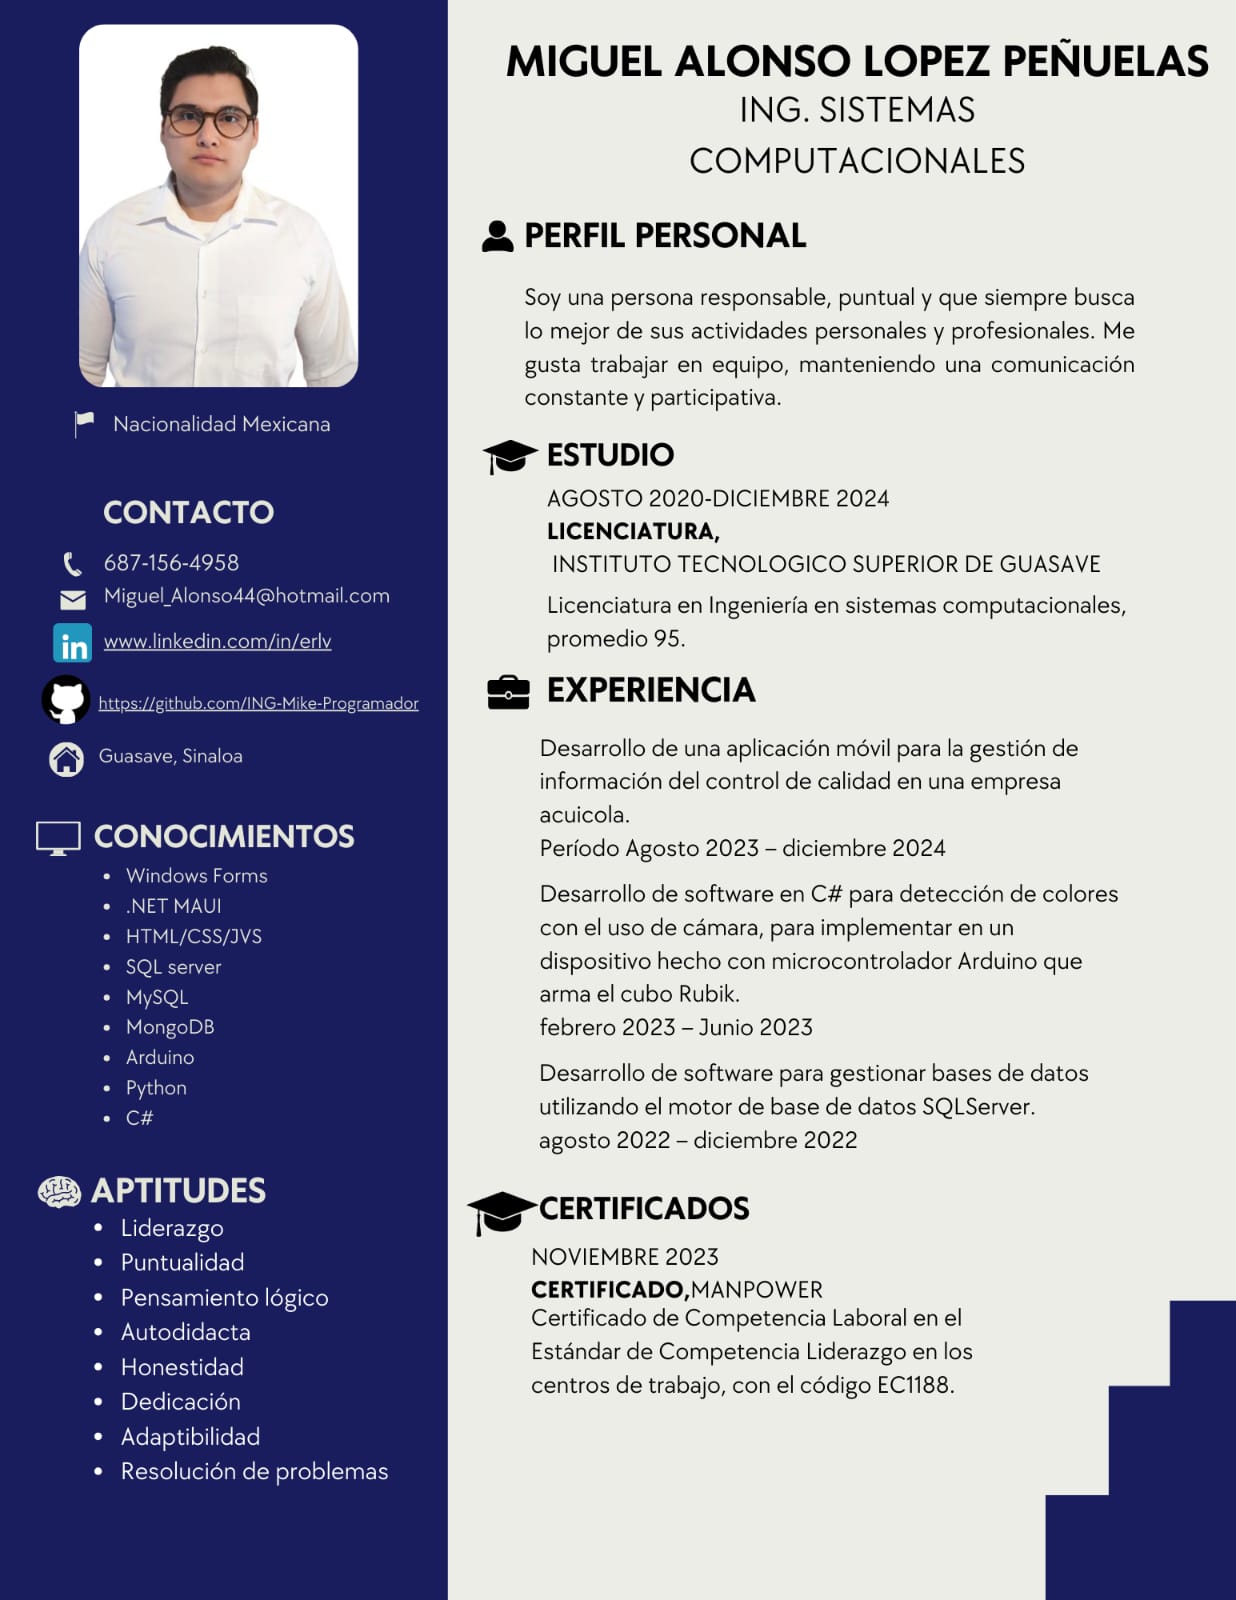 MIGUEL ALONSO LOPEZ PEÑUELAS
ING. SISTEMAS
COMPUTACIONALES
Nacionalidad Mexicana
CONTACTO
687-156-4958
Miguel_Alonso44@hotmail.com
in
www.linkedin.com/in/erlv
https://github.com/ING-Mike-Programador
Guasave, Sinaloa
CONOCIMIENTOS
• Windows Forms
• .NET MAUI
• HTML/CSS/JVS
• SQL server
• MySQL
• MongoDB
• Arduino
• Python
• C#
APTITUDES
• Liderazgo
• Puntualidad
• Pensamiento lógico
• Autodidacta
• Honestidad
• Dedicación
• Adaptibilidad
• Resolución de problemas
PERFIL PERSONAL
Soy una persona responsable, puntual y que siempre busca
lo mejor de sus actividades personales y profesionales. Me
gusta trabajar en equipo, manteniendo una comunicación
constante y participativa.
ESTUDIO
AGOSTO 2020-DICIEMBRE 2024
LICENCIATURA,
INSTITUTO TECNOLOGICO SUPERIOR DE GUASAVE
Licenciatura en Ingeniería en sistemas computacionales,
promedio 95.
EXPERIENCIA
Desarrollo de una aplicación móvil para la gestión de
información del control de calidad en una empresa
acuicola.
Período Agosto 2023 – diciembre 2024
Desarrollo de software en C# para detección de colores
con el uso de cámara, para implementar en un
dispositivo hecho con microcontrolador Arduino que
arma el cubo Rubik.
febrero 2023 – Junio 2023
Desarrollo de software para gestionar bases de datos
utilizando el motor de base de datos SQLServer.
agosto 2022 – diciembre 2022
CERTIFICADOS
NOVIEMBRE 2023
CERTIFICADO,MANPOWER
Certificado de Competencia Laboral en el
Estándar de Competencia Liderazgo en los
centros de trabajo, con el código EC1188.